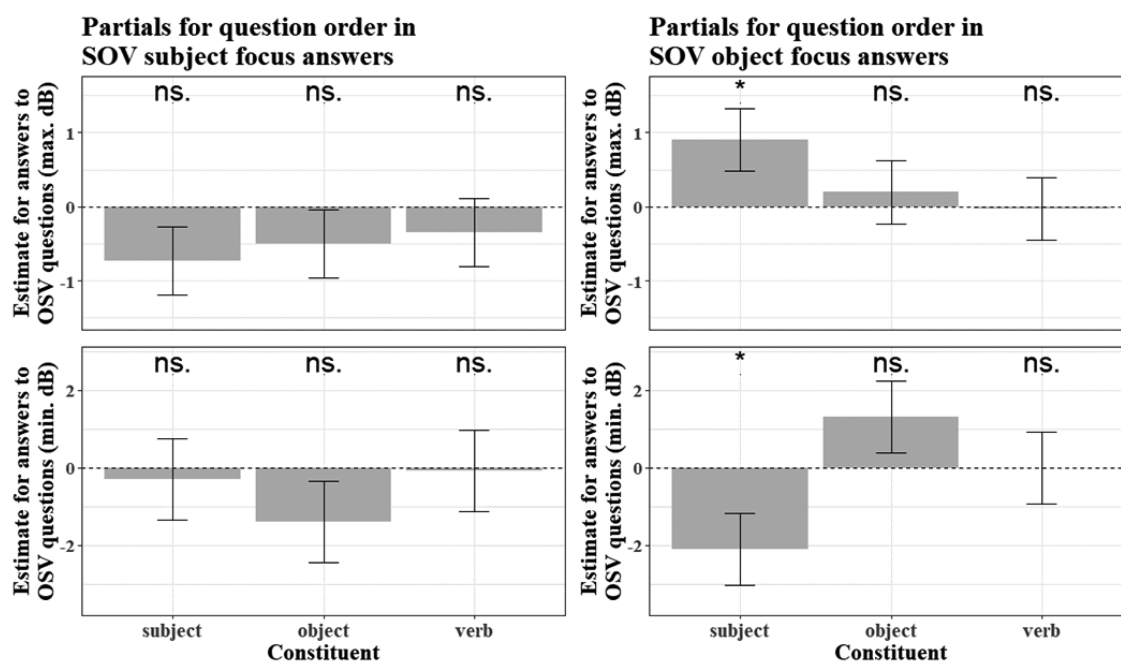 Partials for question order in
SOV subject focus answers
Estimate for answers to
OSV questions (max. dB)
ns. ns. ns.
1
0
-1
Partials for question order in
SOV object focus answers
Estimate for answers to
OSV questions (max. dB)
* ns. ns.
1
0
-1
Estimate for answers to
OSV questions (min. dB)
ns. ns. ns.
2
0
-2
subject object verb
Constituent
Estimate for answers to
OSV questions (min. dB)
* ns. ns.
2
0
-2
subject object verb
Constituent